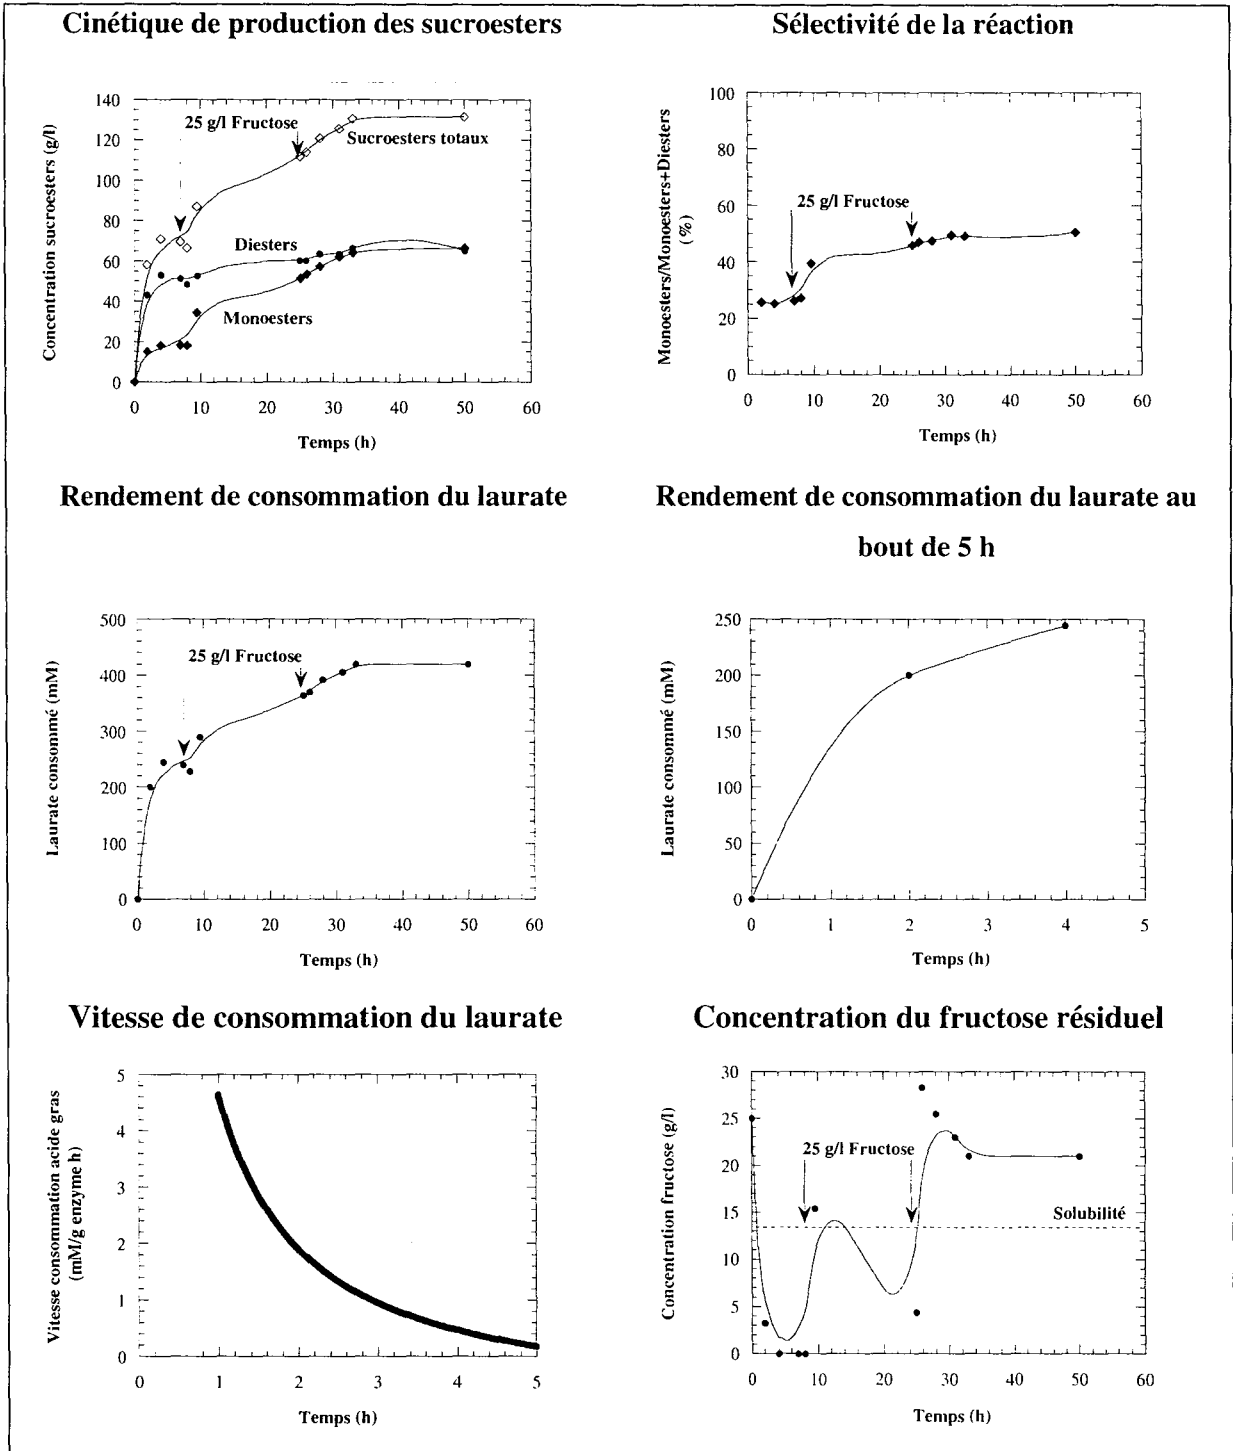 Cinétique de production des sucroesters
140
120
100
80
60
40
20
0
Concentration sucroesters (g/l)
25 g/l Fructose
Sucroesters totaux
Diesters
Monoesters
0 10 20 30 40 50 60
Temps (h)
Sélectivité de la réaction
100
80
60
40
20
0
Monoesters/Monoesters+Diesters
(%)
25 g/l Fructose
0 10 20 30 40 50 60
Temps (h)
Rendement de consommation du laurate
500
400
300
200
100
0
Laurate consommé (mM)
25 g/l Fructose
0 10 20 30 40 50 60
Temps (h)
Rendement de consommation du laurate au
bout de 5 h
250
200
150
100
50
0
Laurate consommé (mM)
0 1 2 3 4 5
Temps (h)
Vitesse de consommation du laurate
5
4
3
2
1
0
Vitesse consommation acide gras
(mM/g enzyme h)
0 1 2 3 4 5
Temps (h)
Concentration du fructose résiduel
30
25
20
15
10
5
0
Concentration fructose (g/l)
25 g/l Fructose
Solubilité
0 10 20 30 40 50 60
Temps (h)